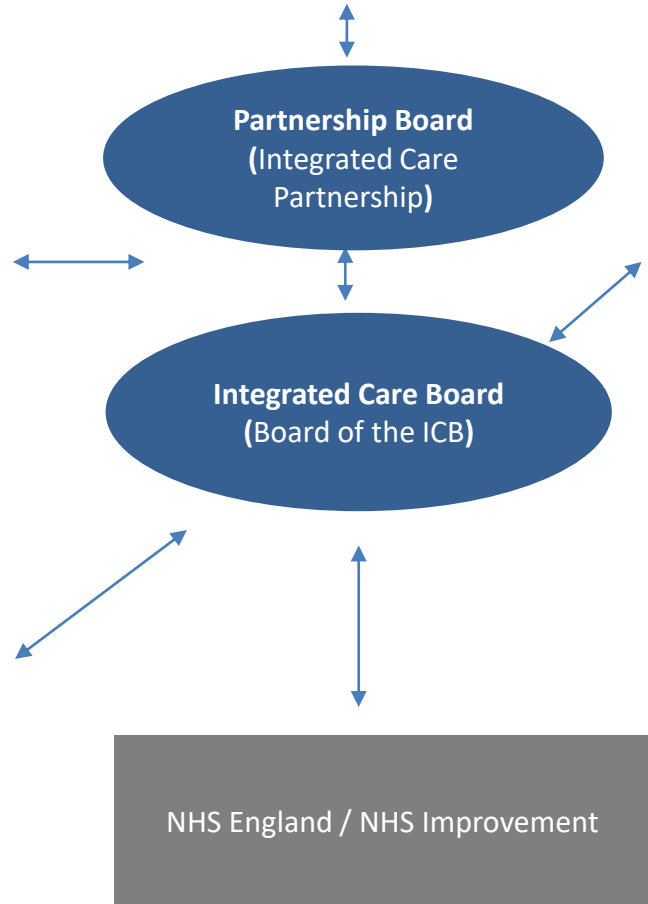 Partnership Board
(Integrated Care
Partnership)
Integrated Care Board
(Board of the ICB)
NHS England / NHS Improvement